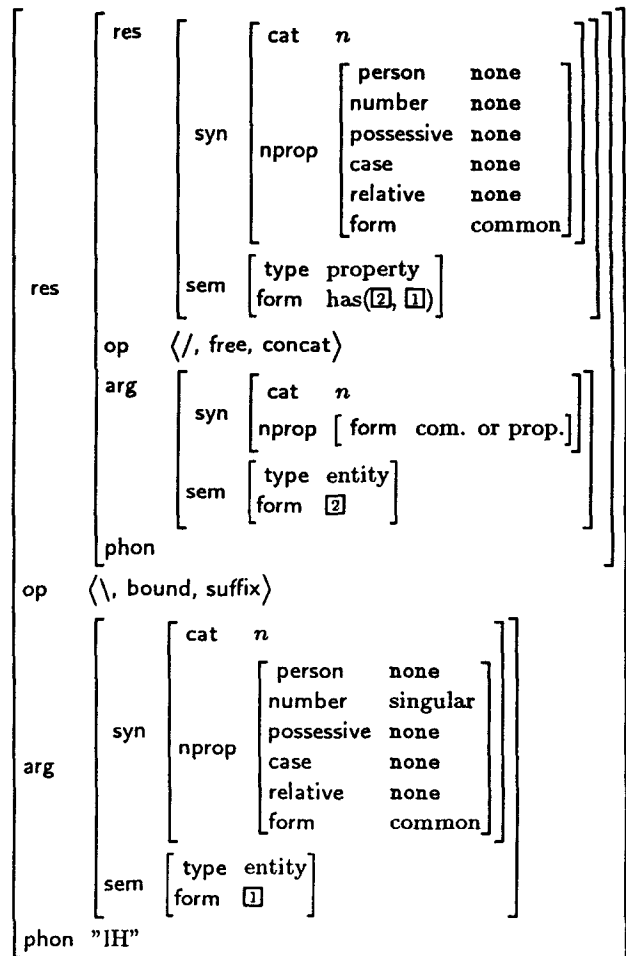 res
cat n
person none
number none
syn
nprop
possessive none
case none
relative none
form common
res
sem
type property
form has(2, 1)
op ⟨/, free, concat⟩
arg
syn
cat n
nprop [ form com. or prop.]
sem
type entity
form 2
phon
op ⟨\, bound, suffix⟩
cat n
person none
number singular
syn
nprop
possessive none
case none
arg
relative none
form common
sem
type entity
form 1
phon "IH"